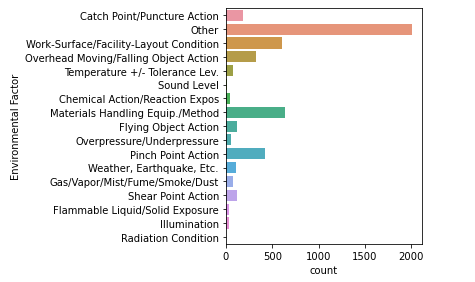 Environmental Factor
Catch Point/Puncture Action
Other
Work-Surface/Facility-Layout Condition
Overhead Moving/Falling Object Action
Temperature +/- Tolerance Lev.
Sound Level
Chemical Action/Reaction Expos
Materials Handling Equip./Method
Flying Object Action
Overpressure/Underpressure
Pinch Point Action
Weather, Earthquake, Etc.
Gas/Vapor/Mist/Fume/Smoke/Dust
Shear Point Action
Flammable Liquid/Solid Exposure
Illumination
Radiation Condition
0 500 1000 1500 2000
count